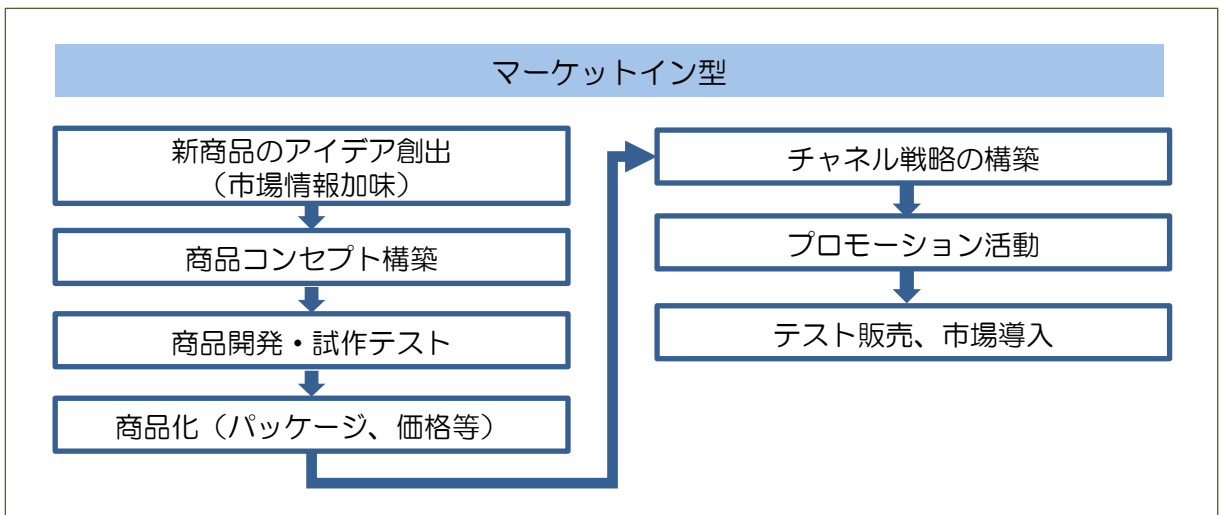 マーケットイン型
新商品のアイデア創出
（市場情報加味）
商品コンセプト構築
商品開発・試作テスト
商品化（パッケージ、価格等）
チャネル戦略の構築
プロモーション活動
テスト販売、市場導入